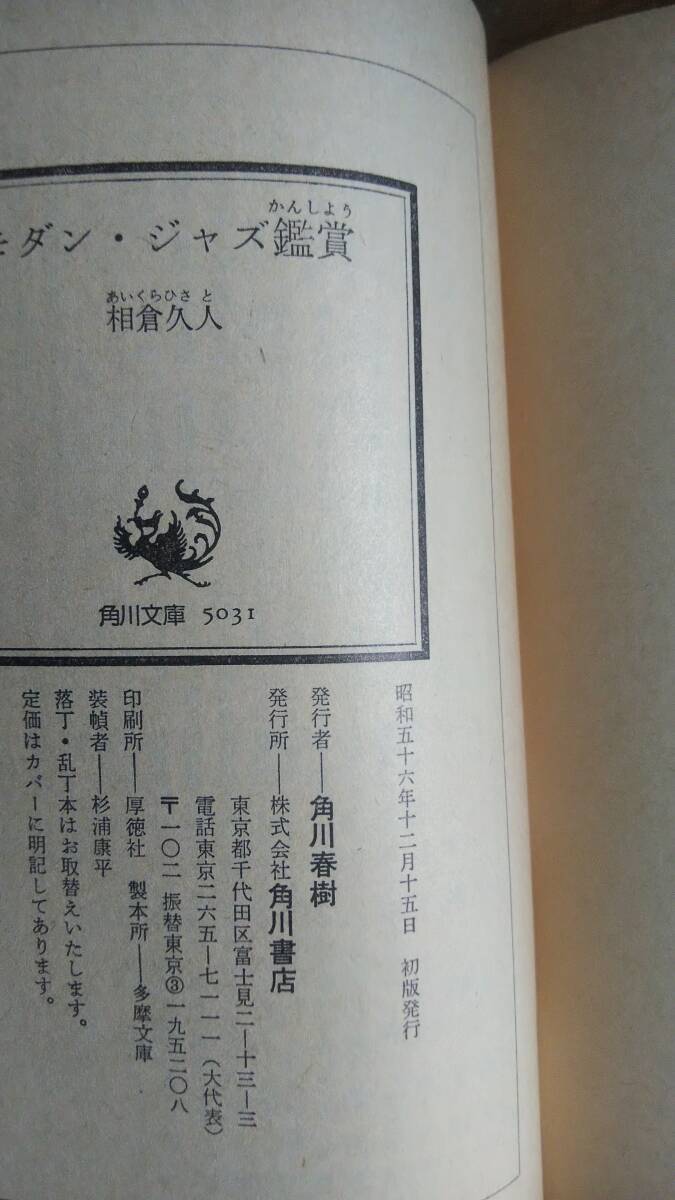 かんしよう
モダン・ジャズ鑑賞
あいくらひさと
相倉久人
角川文庫 5031
昭和五十六年十二月十五日 初版発行
発行者――角川春樹
発行所――株式会社角川書店
東京都千代田区富士見二―十三―三
電話東京二六五―七一一一（大代表）
〒一〇二 振替東京③一九五二〇八
印刷所――厚徳社 製本所――多摩文庫
装幀者――杉浦康平
落丁・乱丁本はお取替えいたします。
定価はカバーに明記してあります。